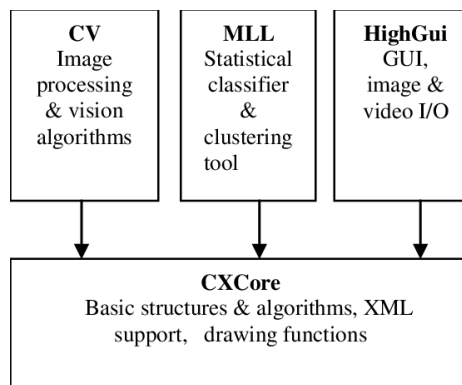 CV
Image
processing
& vision
algorithms
MLL
Statistical
classifier
&
clustering
tool
HighGui
GUI,
image &
video I/O
CXCore
Basic structures & algorithms, XML
support, drawing functions